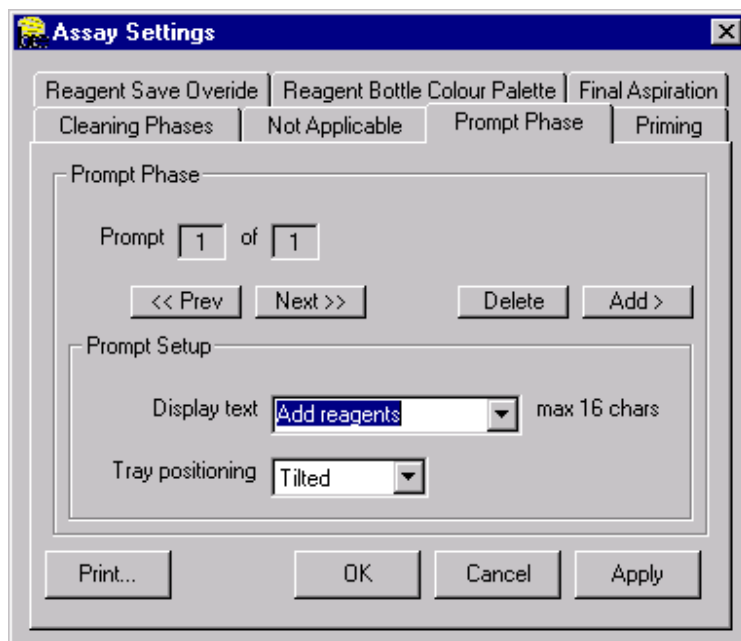 Assay Settings
Reagent Save Overide Reagent Bottle Colour Palette Final Aspiration
Cleaning Phases Not Applicable Prompt Phase Priming
Prompt Phase
Prompt 1 of 1
<< Prev Next >> Delete Add >
Prompt Setup
Display text Add reagents max 16 chars
Tray positioning Tilted
Print... OK Cancel Apply